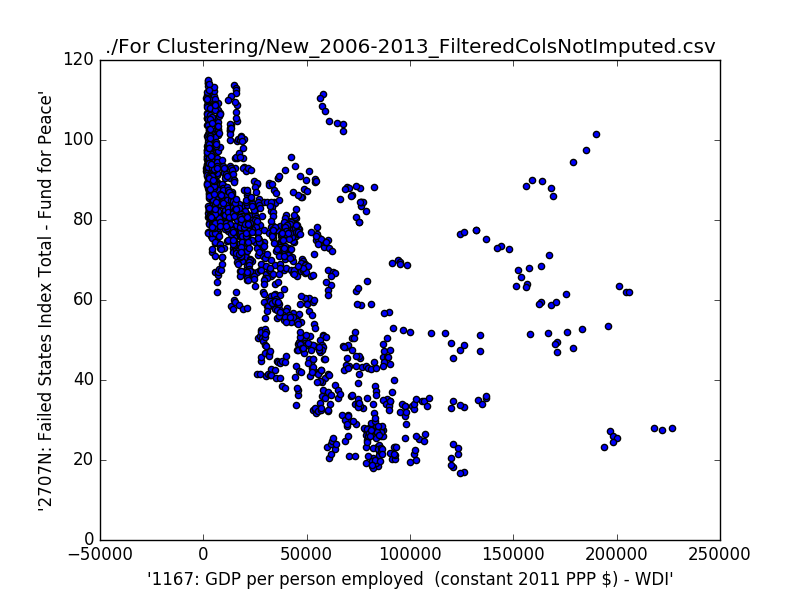 ./For Clustering/New_2006-2013_FilteredColsNotImputed.csv
120
100
80
60
40
20
0
'2707N: Failed States Index Total - Fund for Peace'
−50000 0 50000 100000 150000 200000 250000
'1167: GDP per person employed  (constant 2011 PPP $) - WDI'